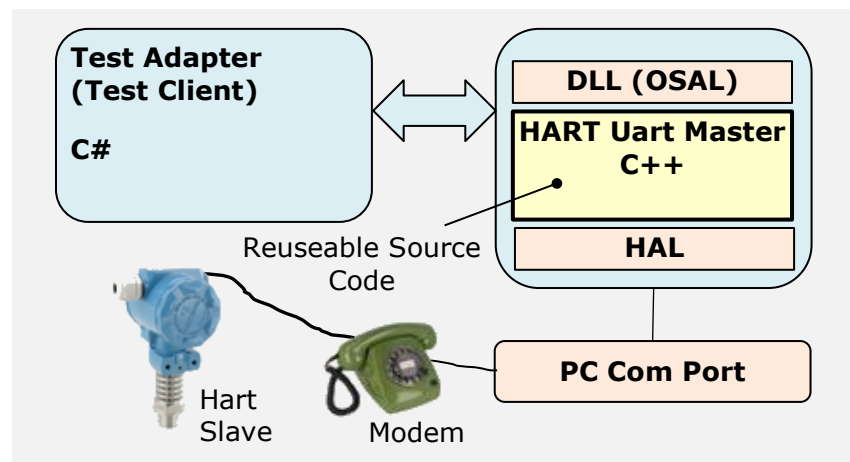 Test Adapter
(Test Client)
C#
DLL (OSAL)
HART Uart Master
C++
HAL
Reuseable Source
Code
PC Com Port
Hart
Slave
Modem